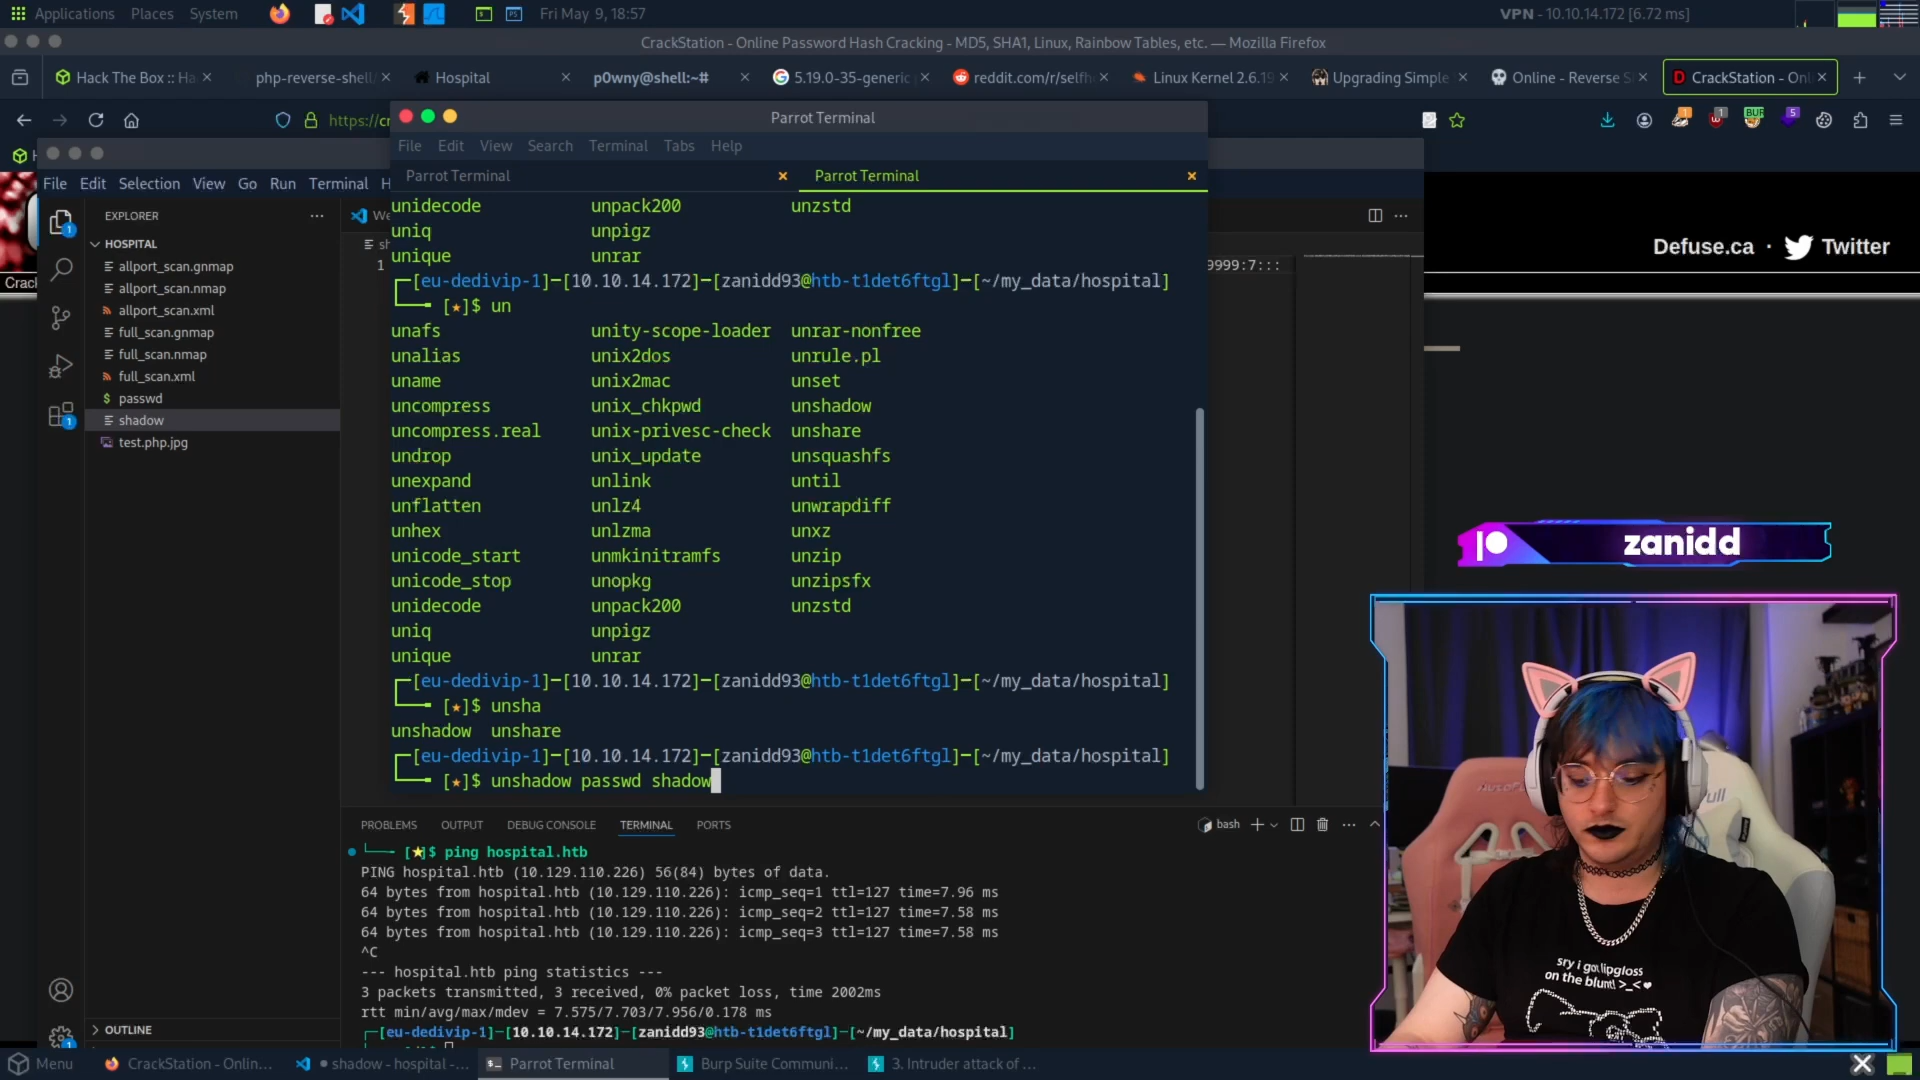 Applications Places System Fri May 9, 18:57 VPN - 10.10.14.172 [6.72 ms]
CrackStation - Online Password Hash Cracking - MD5, SHA1, Linux, Rainbow Tables, etc. — Mozilla Firefox
Hack The Box :: Ha php-reverse-shell/ Hospital p0wny@shell:~# 5.19.0-35-generic reddit.com/r/selfh Linux Kernel 2.6.19 Upgrading Simple Online - Reverse S CrackStation - Onl
https://cr
Parrot Terminal
File Edit View Search Terminal Tabs Help
Parrot Terminal Parrot Terminal
File Edit Selection View Go Run Terminal H
EXPLORER
HOSPITAL
allport_scan.gnmap
allport_scan.nmap
allport_scan.xml
full_scan.gnmap
full_scan.nmap
full_scan.xml
passwd
shadow
test.php.jpg
OUTLINE
We
sh
1
9999:7:::
Crac
Defuse.ca · Twitter
unidecode unpack200 unzstd
uniq unpigz
unique unrar
[eu-dedivip-1]-[10.10.14.172]-[zanidd93@htb-t1det6ftgl]-[~/my_data/hospital]
[★]$ un
unafs unity-scope-loader unrar-nonfree
unalias unix2dos unrule.pl
uname unix2mac unset
uncompress unix_chkpwd unshadow
uncompress.real unix-privesc-check unshare
undrop unix_update unsquashfs
unexpand unlink until
unflatten unlz4 unwrapdiff
unhex unlzma unxz
unicode_start unmkinitramfs unzip
unicode_stop unopkg unzipsfx
unidecode unpack200 unzstd
uniq unpigz
unique unrar
[eu-dedivip-1]-[10.10.14.172]-[zanidd93@htb-t1det6ftgl]-[~/my_data/hospital]
[★]$ unsha
unshadow unshare
[eu-dedivip-1]-[10.10.14.172]-[zanidd93@htb-t1det6ftgl]-[~/my_data/hospital]
[★]$ unshadow passwd shadow
PROBLEMS OUTPUT DEBUG CONSOLE TERMINAL PORTS bash
[★]$ ping hospital.htb
PING hospital.htb (10.129.110.226) 56(84) bytes of data.
64 bytes from hospital.htb (10.129.110.226): icmp_seq=1 ttl=127 time=7.96 ms
64 bytes from hospital.htb (10.129.110.226): icmp_seq=2 ttl=127 time=7.58 ms
64 bytes from hospital.htb (10.129.110.226): icmp_seq=3 ttl=127 time=7.58 ms
^C
--- hospital.htb ping statistics ---
3 packets transmitted, 3 received, 0% packet loss, time 2002ms
rtt min/avg/max/mdev = 7.575/7.703/7.956/0.178 ms
[eu-dedivip-1]-[10.10.14.172]-[zanidd93@htb-t1det6ftgl]-[~/my_data/hospital]
zanidd
sry i got lipgloss
on the blunt! >_<
Menu CrackStation - Onlin... shadow - hospital -... Parrot Terminal Burp Suite Communi... 3. Intruder attack of ...